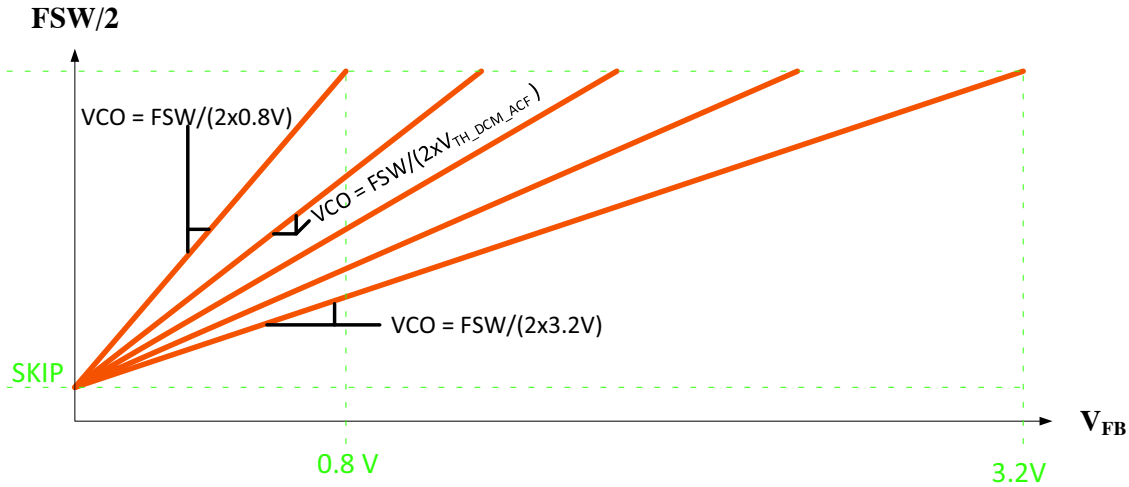 FSW/2
VCO = FSW/(2x0.8V)
VCO = FSW/(2xVTH_DCM_ACF)
VCO = FSW/(2x3.2V)
SKIP
VFB
0.8 V
3.2V